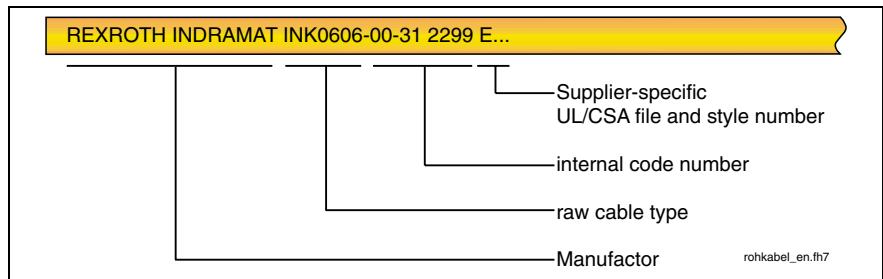 REXROTH INDRAMAT INK0606-00-31 2299 E...
Supplier-specific
UL/CSA file and style number
internal code number
raw cable type
Manufactor
rohkabel_en.fh7